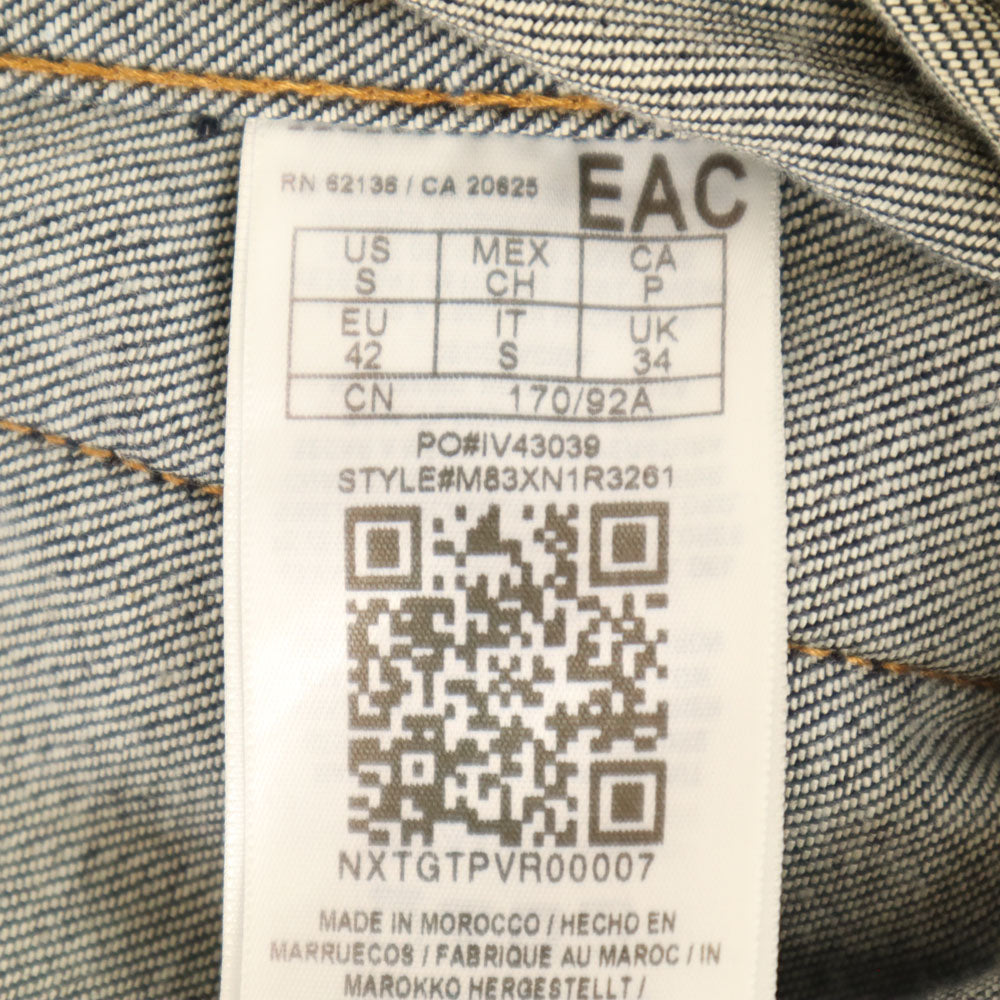 RN 62136 / CA 20625
EAC
US MEX CA
S CH P
EU IT UK
42 S 34
CN 170/92A
PO#IV43039
STYLE#M83XN1R3261
NXTGTPVR00007
MADE IN MOROCCO / HECHO EN
MARRUECOS / FABRIQUE AU MAROC / IN
MAROKKO HERGESTELLT /